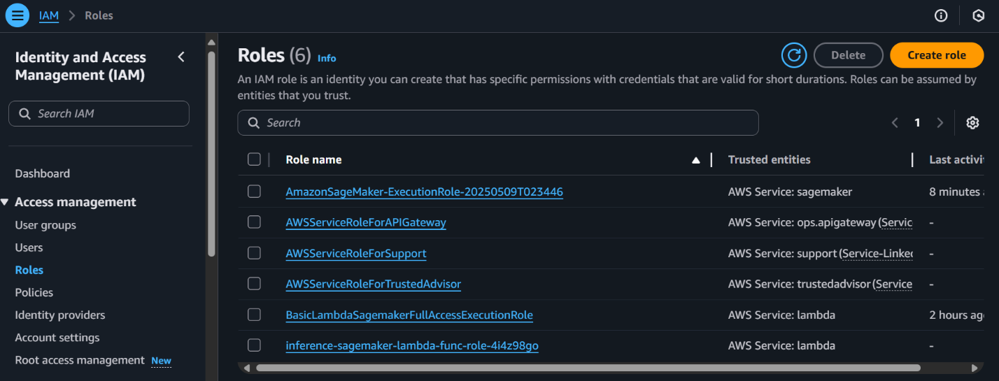 IAM > Roles
Identity and Access
Management (IAM)
Search IAM
Dashboard
Access management
User groups
Users
Roles
Policies
Identity providers
Account settings
Root access management New
Roles (6) Info
Delete
Create role
An IAM role is an identity you can create that has specific permissions with credentials that are valid for short durations. Roles can be assumed by
entities that you trust.
Search
1
Role name Trusted entities Last activi
AmazonSageMaker-ExecutionRole-20250509T023446 AWS Service: sagemaker 8 minutes a
AWSServiceRoleForAPIGateway AWS Service: ops.apigateway (Servic -
AWSServiceRoleForSupport AWS Service: support (Service-Linked -
AWSServiceRoleForTrustedAdvisor AWS Service: trustedadvisor (Service -
BasicLambdaSagemakerFullAccessExecutionRole AWS Service: lambda 2 hours ago
inference-sagemaker-lambda-func-role-4i4z98go AWS Service: lambda -